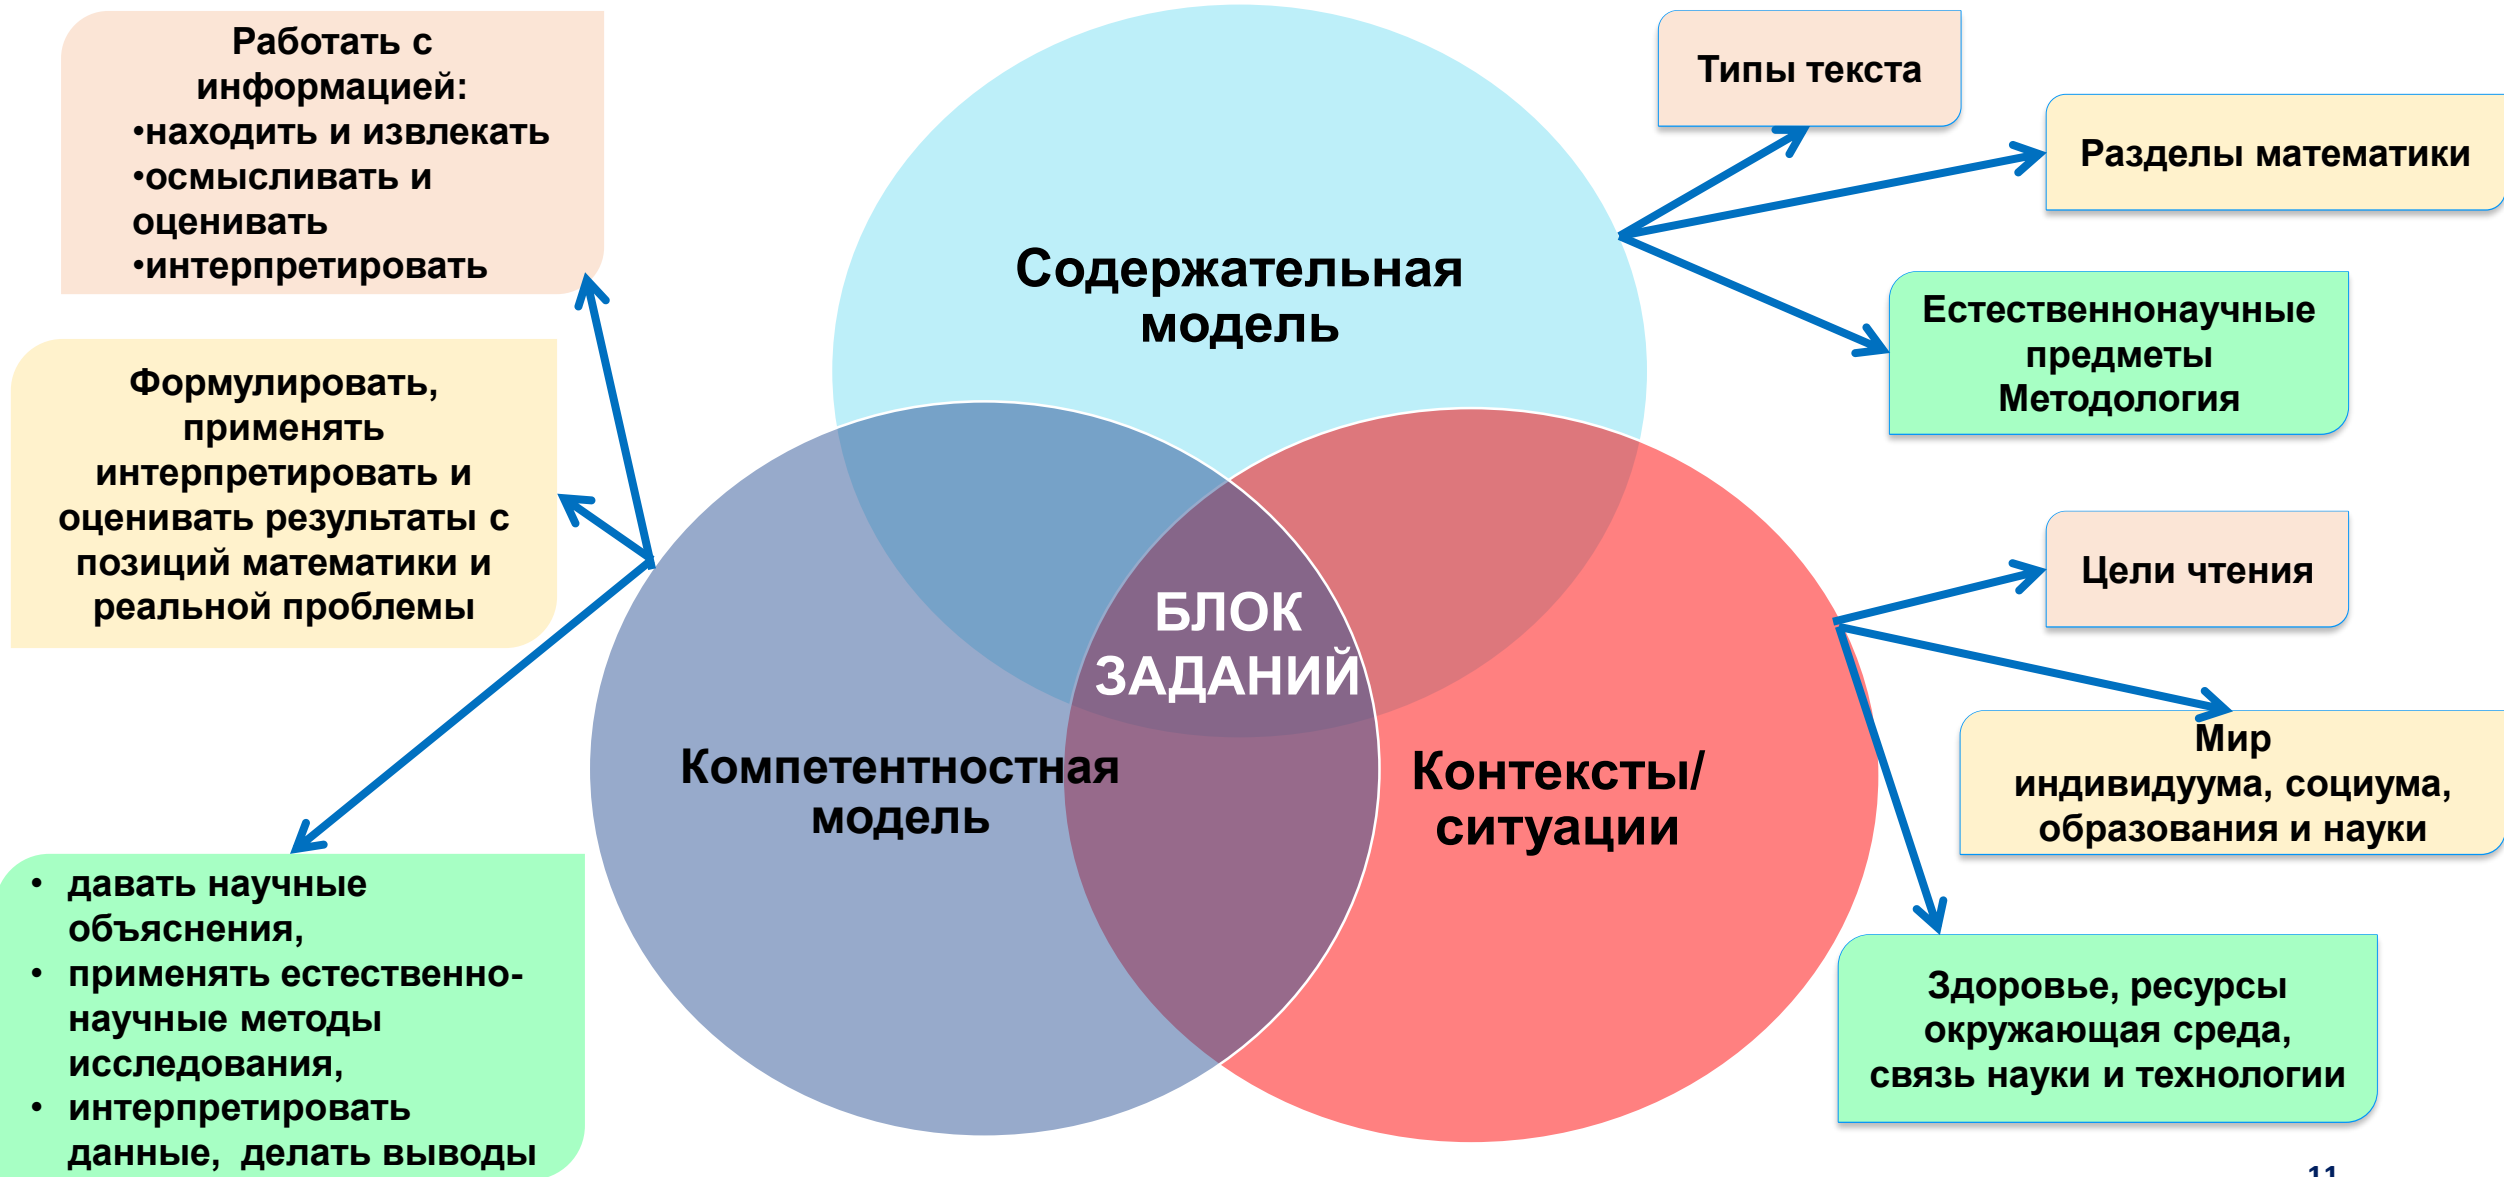 Работать с
информацией:
•находить и извлекать
•осмысливать и
оценивать
•интерпретировать
Формулировать,
применять
интерпретировать и
оценивать результаты с
позиций математики и
реальной проблемы
• давать научные
объяснения,
• применять естественно-
научные методы
исследования,
• интерпретировать
данные, делать выводы
Содержательная
модель
БЛОК
ЗАДАНИЙ
Компетентностная
модель
Контексты/
ситуации
Типы текста
Разделы математики
Естественнонаучные
предметы
Методология
Цели чтения
Мир
индивидуума, социума,
образования и науки
Здоровье, ресурсы
окружающая среда,
связь науки и технологии
11